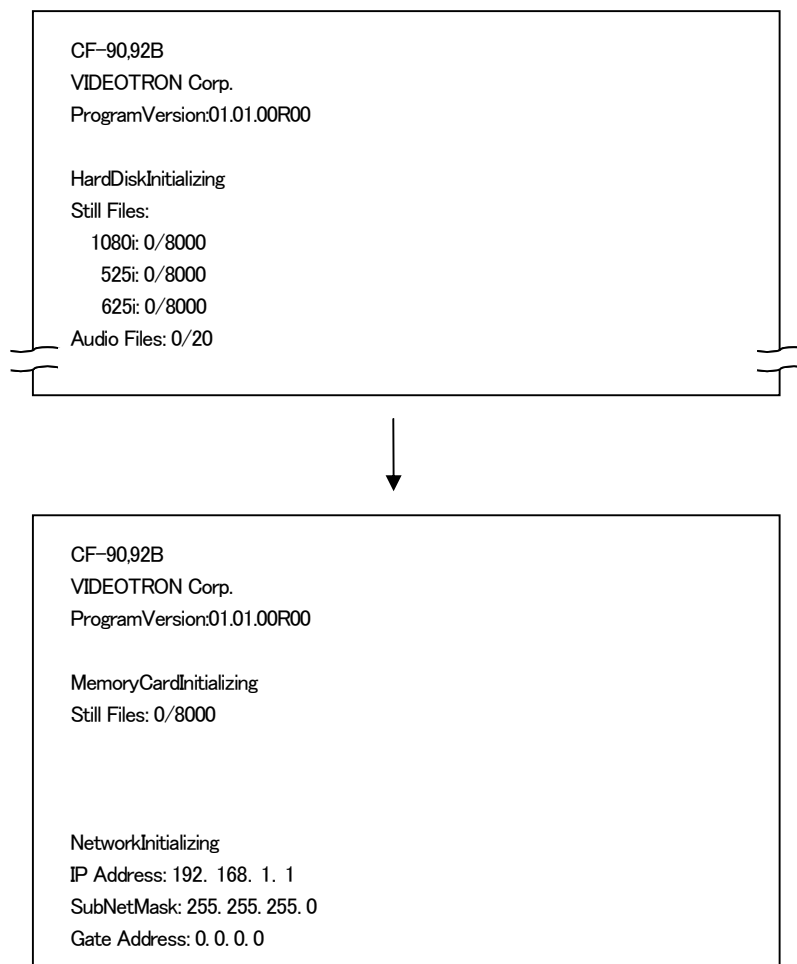 CF-90,92B
VIDEOTRON Corp.
ProgramVersion:01.01.00R00
HardDiskInitializing
Still Files:
1080i: 0/8000
525i: 0/8000
625i: 0/8000
Audio Files: 0/20
CF-90,92B
VIDEOTRON Corp.
ProgramVersion:01.01.00R00
MemoryCardInitializing
Still Files: 0/8000
NetworkInitializing
IP Address: 192. 168. 1. 1
SubNetMask: 255. 255. 255. 0
Gate Address: 0. 0. 0. 0